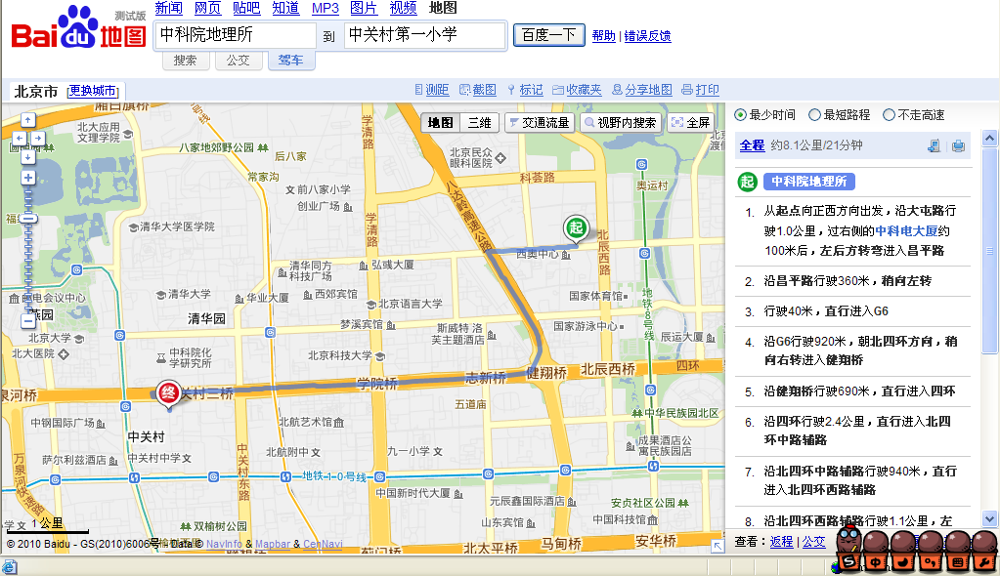 新闻 网页 贴吧 知道 MP3 图片 视频 地图
Bai du 地图 测试版
中科院地理所 到 中关村第一小学 百度一下 帮助 | 错误反馈
搜索 公交 驾车
北京市 [更换城市]
测距 截图 标记 收藏夹 分享地图 打印
地图 三维 交通流量 视野内搜索 全屏
最少时间 最短路程 不走高速
全程 约8.1公里/21分钟
起 中科院地理所
1. 从起点向正西方向出发，沿大屯路行
驶1.0公里，过右侧的中科电大厦约
100米后，左后方转弯进入昌平路
2. 沿昌平路行驶360米，稍向左转
3. 行驶40米，直行进入G6
4. 沿G6行驶920米，朝北四环方向，稍
向右转进入健翔桥
5. 沿健翔桥行驶690米，直行进入四环
6. 沿四环行驶2.4公里，直行进入北四
环中路辅路
7. 沿北四环中路辅路行驶940米，直行
进入北四环西路辅路
8. 沿北四环西路辅路行驶1.1公里，左
查看：返程 | 公交
北大应用
文理学院
八家地郊野公园
后八家
常家沟
前八家小学
创业广场
学清路
学清路
八达岭高速公路
北京民众
眼科医院
科荟路
奥运村
起
西奥中心
北辰西路
清华大学医学院
清华同方
科技广场
弘彧大厦
清华大学
华业大厦
西郊宾馆
北京语言大学
清华园
梦溪宾馆
斯威特 洛
芙主题酒店
国家体育馆
国家游泳中心
地铁8号线
辰运大厦
北京大学
北大医院
中科院化
学研究所
北京科技大学
学院桥
志新桥
健翔桥
北辰西桥
四环
泉河桥
终
关村三桥
五道庙
中华民族园北区
中钢国际广场
中关村
北航艺术馆
萨尔利兹酒店
中关村中学
北航附中
九一小学
成果酒店公
寓民族园店
万泉河快速路
中关村东路
地铁10号线
中国新时代大厦
元辰鑫国际酒店
安贞社区公园
山东宾馆
中国科技馆
双榆树公园
1 公里
北太平桥
马甸桥
安华桥
蓟门桥
© 2010 Baidu - GS(2010)6006号 - Data © NavInfo & Mapbar & CenNavi